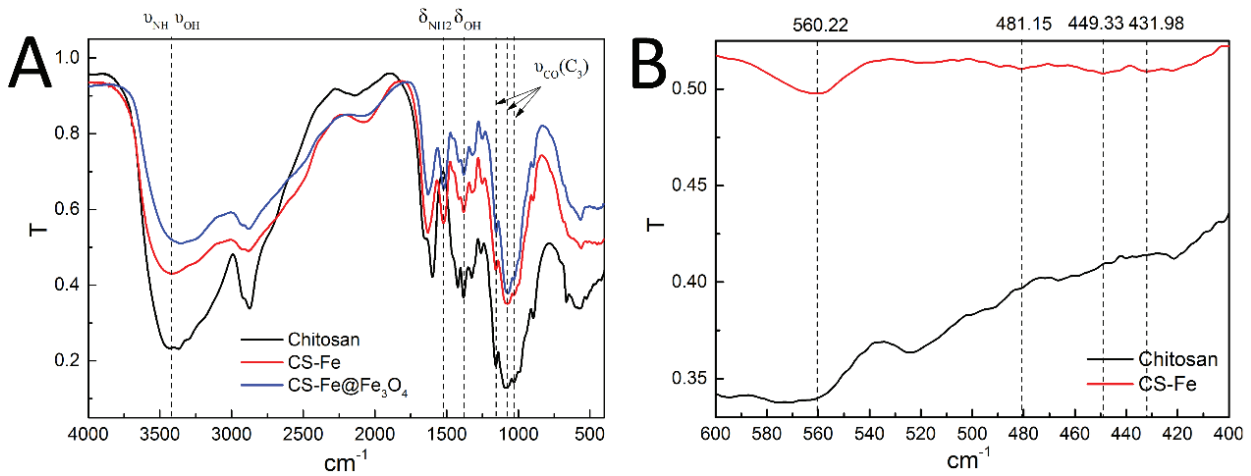 A
υNH υOH δNH2 δOH
υCO(C3)
1.0
0.8
0.6
0.4
0.2
T
Chitosan
CS-Fe
CS-Fe@Fe3O4
4000 3500 3000 2500 2000 1500 1000 500
cm-1
B
560.22 481.15 449.33 431.98
0.50
0.45
0.40
0.35
T
Chitosan
CS-Fe
600 580 560 540 520 500 480 460 440 420 400
cm-1